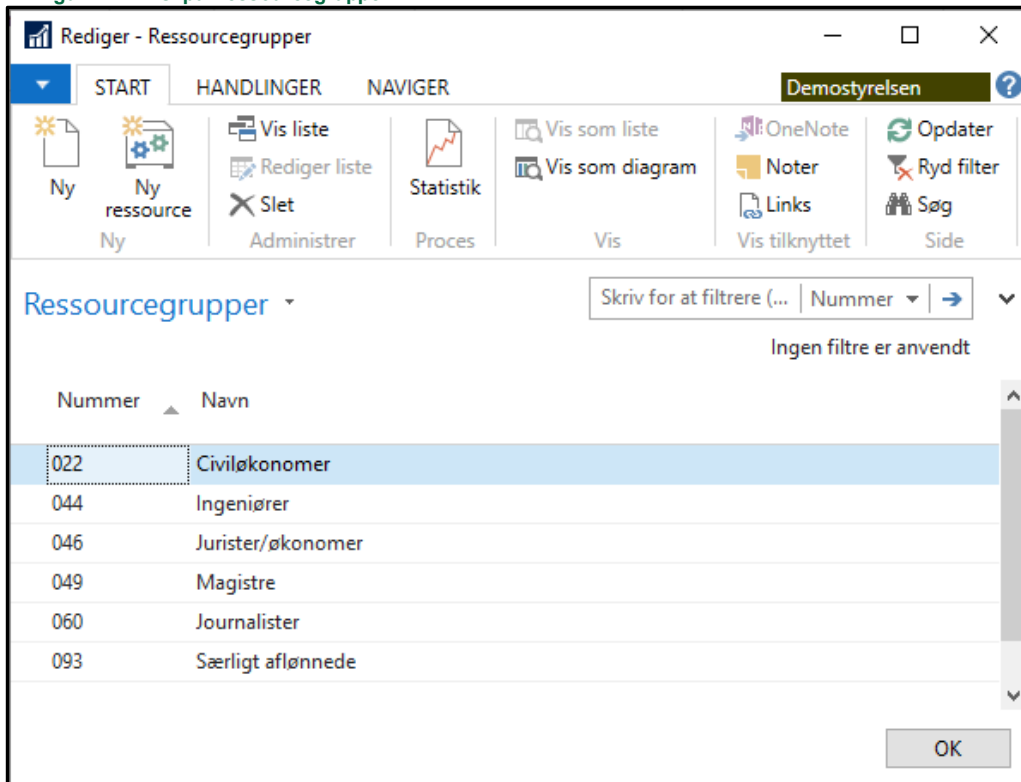 Rediger - Ressourcegrupper
START HANDLINGER NAVIGER Demostyrelsen
Ny
Ny ressource
Vis liste
Rediger liste
Slet
Statistik
Vis som liste
Vis som diagram
OneNote
Noter
Links
Opdater
Ryd filter
Søg
Ny Administrer Proces Vis Vis tilknyttet Side
Ressourcegrupper
Skriv for at filtrere (... Nummer
Ingen filtre er anvendt
Nummer Navn
022 Civiløkonomer
044 Ingeniører
046 Jurister/økonomer
049 Magistre
060 Journalister
093 Særligt aflønnede
OK